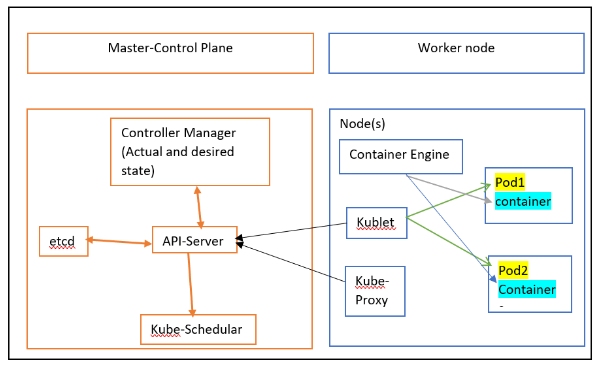 Master-Control Plane
Worker node
Controller Manager
(Actual and desired
state)
etcd
API-Server
Kube-Schedular
Node(s)
Container Engine
Kublet
Kube-
Proxy
Pod1
container
Pod2
Container
-